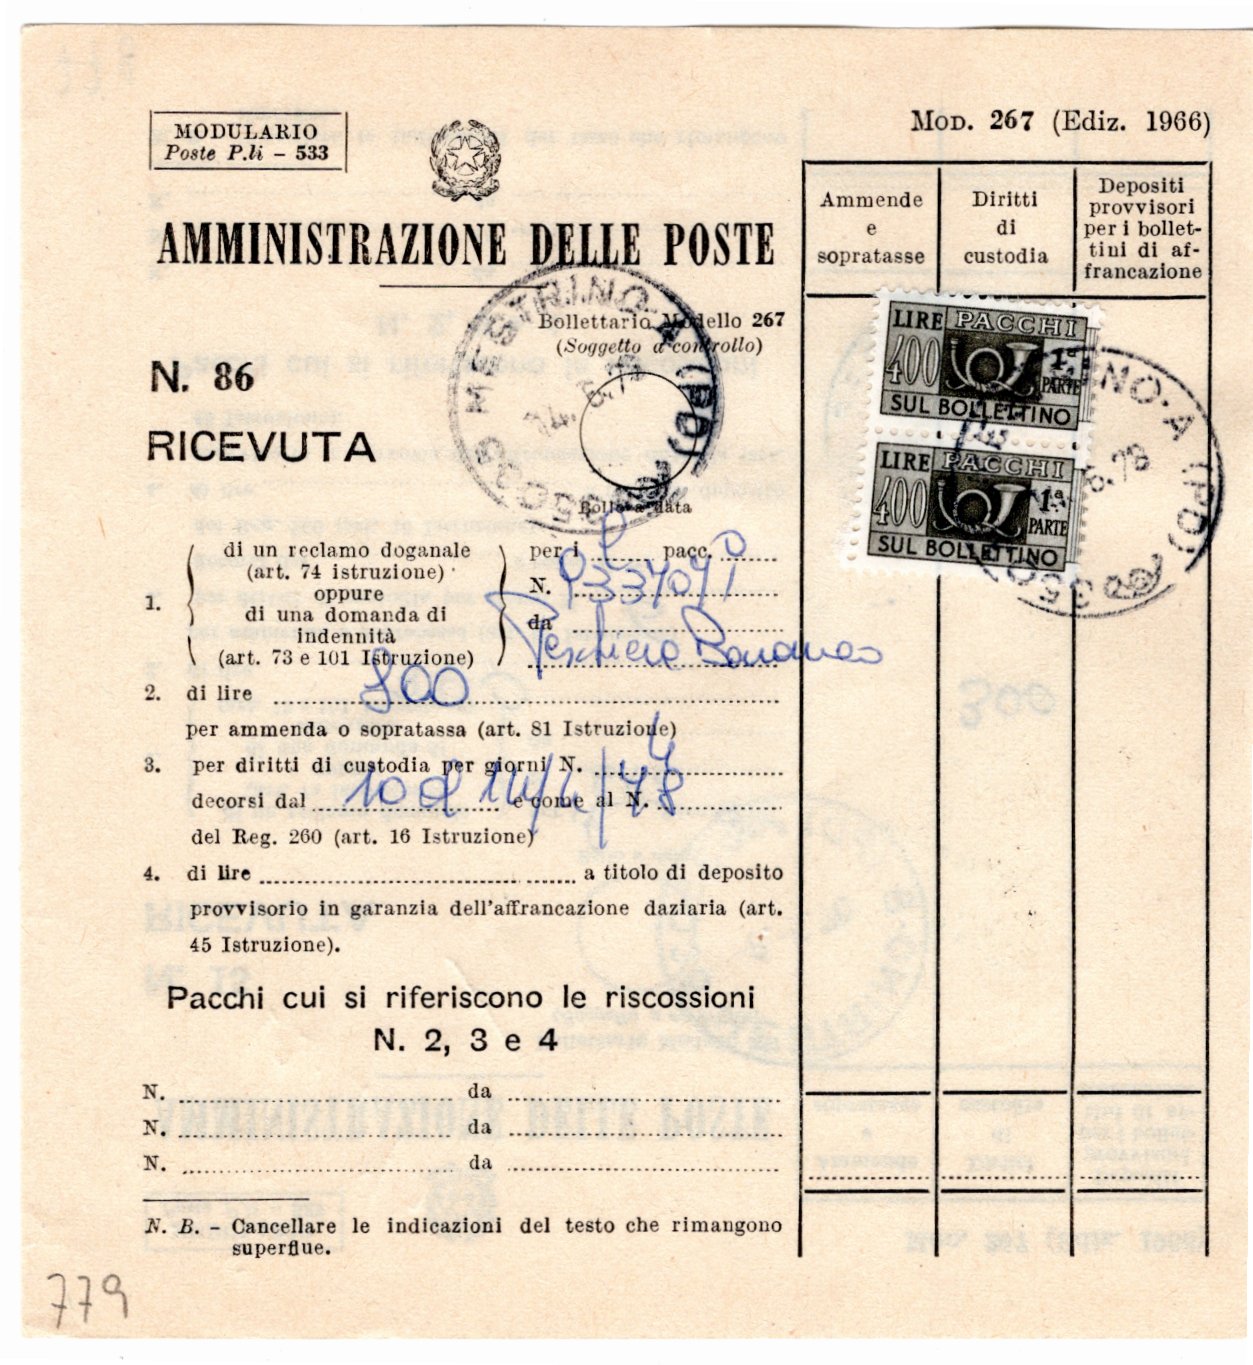 MODULARIO
Poste P.li - 533
Mod. 267 (Ediz. 1966)
AMMINISTRAZIONE DELLE POSTE
Bollettario Modello 267
(Soggetto a controllo)
N. 86
RICEVUTA
Bollo a data
MESTRINO A (PD)
35035
Ammende
e
sopratasse
Diritti
di
custodia
Depositi
provvisori
per i bollet-
tini di af-
francazione
LIRE PACCHI
400 1ª
PARTE
SUL BOLLETTINO
LIRE PACCHI
400 1ª
PARTE
SUL BOLLETTINO
1. di un reclamo doganale
(art. 74 istruzione)
oppure
di una domanda di
indennità
(art. 73 e 101 Istruzione)
per i pacc.
N. 9337071
da
2. di lire 800
per ammenda o sopratassa (art. 81 Istruzione)
3. per diritti di custodia per giorni N. 4
decorsi dal e come al N.
del Reg. 260 (art. 16 Istruzione)
4. di lire a titolo di deposito
provvisorio in garanzia dell'affrancazione daziaria (art.
45 Istruzione).
Pacchi cui si riferiscono le riscossioni
N. 2, 3 e 4
N. da
N. da
N. da
N. B. - Cancellare le indicazioni del testo che rimangono
superflue.
779